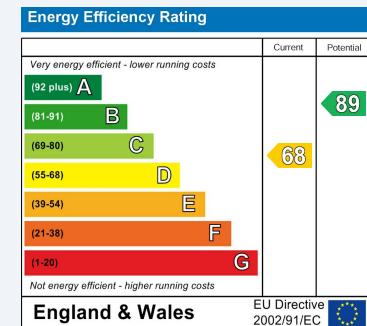 Energy Efficiency Rating
Current Potential
Very energy efficient - lower running costs
(92 plus) A
(81-91) B
89
(69-80) C
68
(55-68) D
(39-54) E
(21-38) F
(1-20) G
Not energy efficient - higher running costs
England & Wales
EU Directive
2002/91/EC